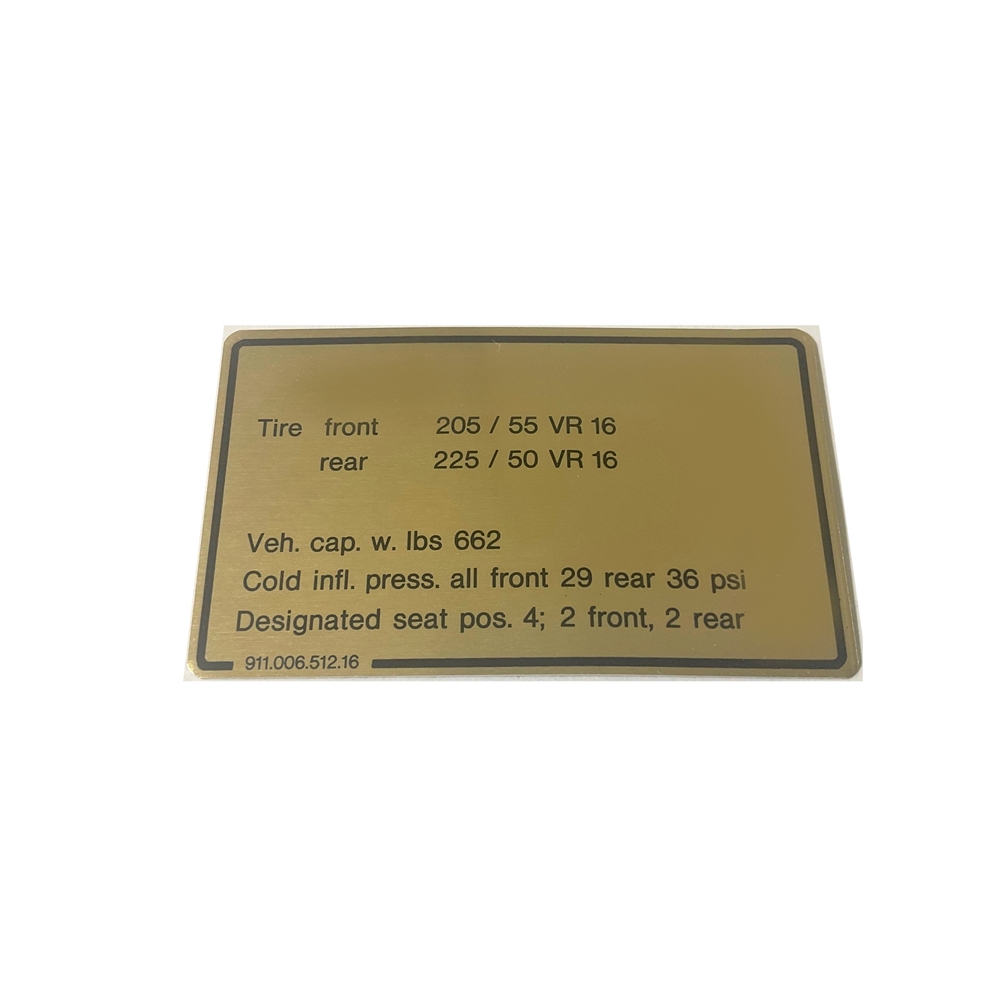 Tire front 205 / 55 VR 16
rear 225 / 50 VR 16
Veh. cap. w. lbs 662
Cold infl. press. all front 29 rear 36 psi
Designated seat pos. 4; 2 front, 2 rear
911.006.512.16